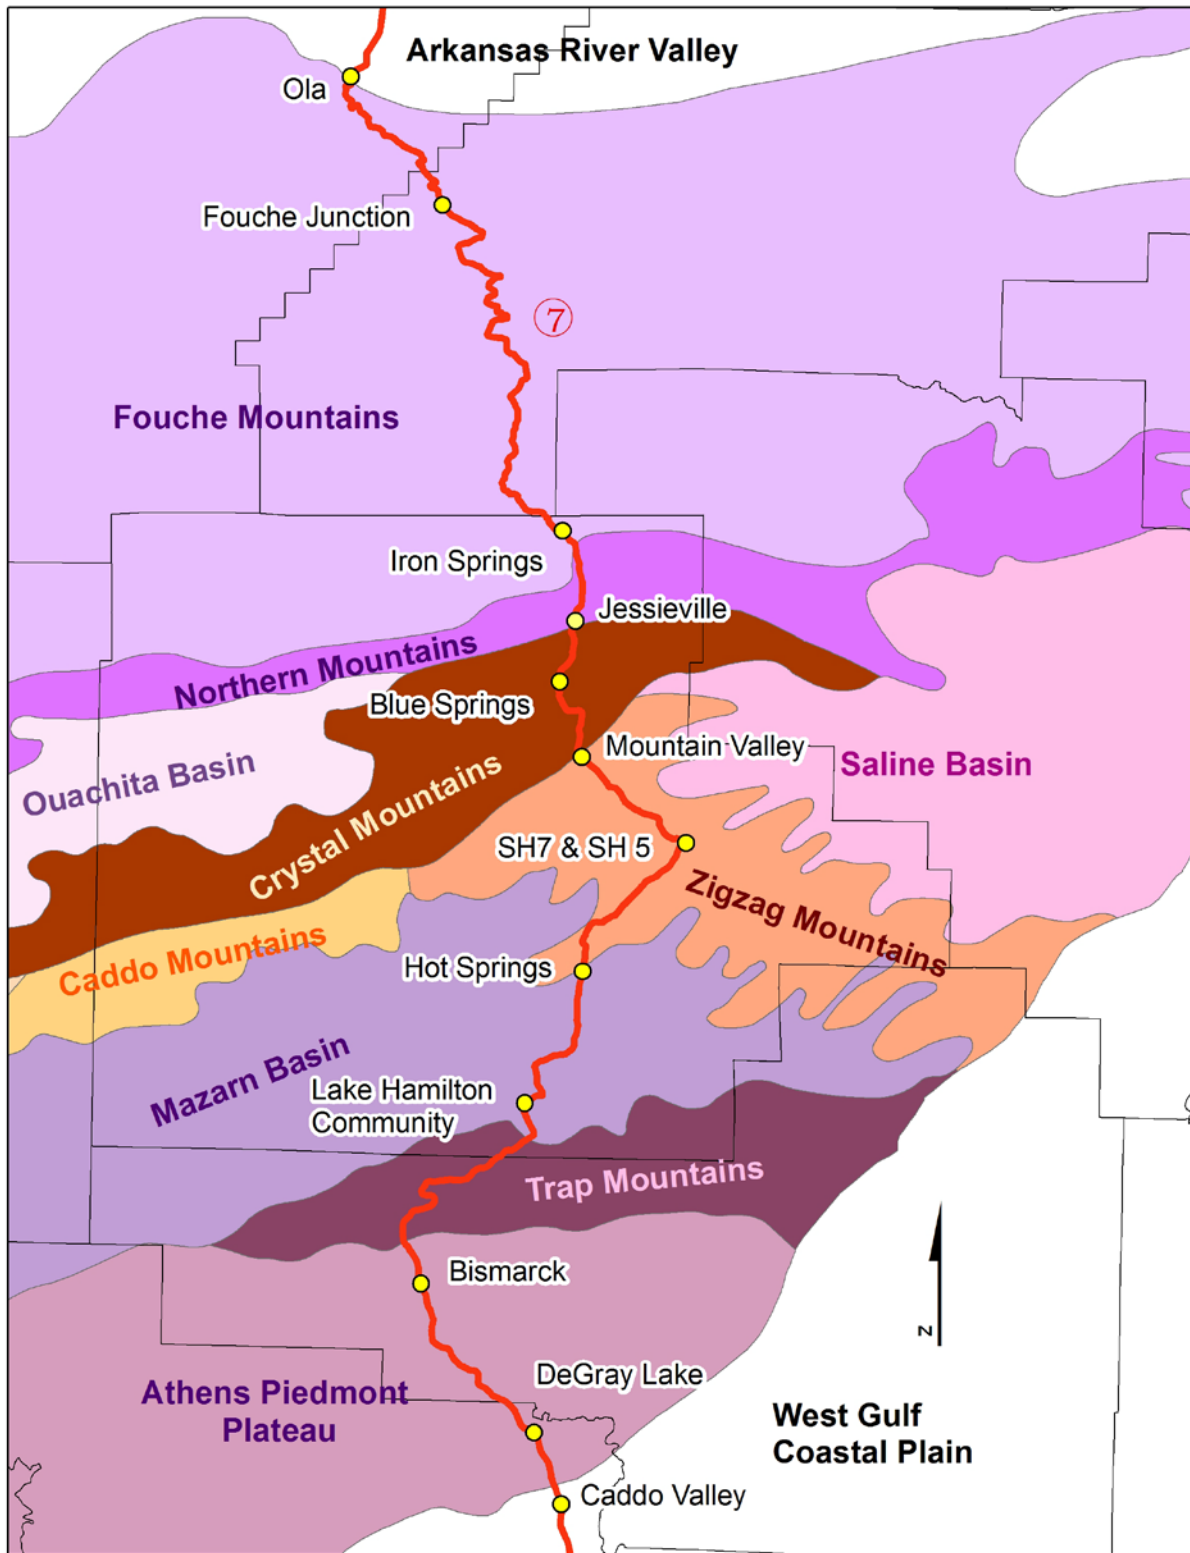 Arkansas River Valley
Ola
Fouche Junction
7
Fouche Mountains
Iron Springs
Jessieville
Northern Mountains
Blue Springs
Mountain Valley
Ouachita Basin
Saline Basin
Crystal Mountains
SH7 & SH 5
Zigzag Mountains
Caddo Mountains
Hot Springs
Mazarn Basin
Lake Hamilton
Community
Trap Mountains
Bismarck
N
DeGray Lake
Athens Piedmont
Plateau
West Gulf
Coastal Plain
Caddo Valley